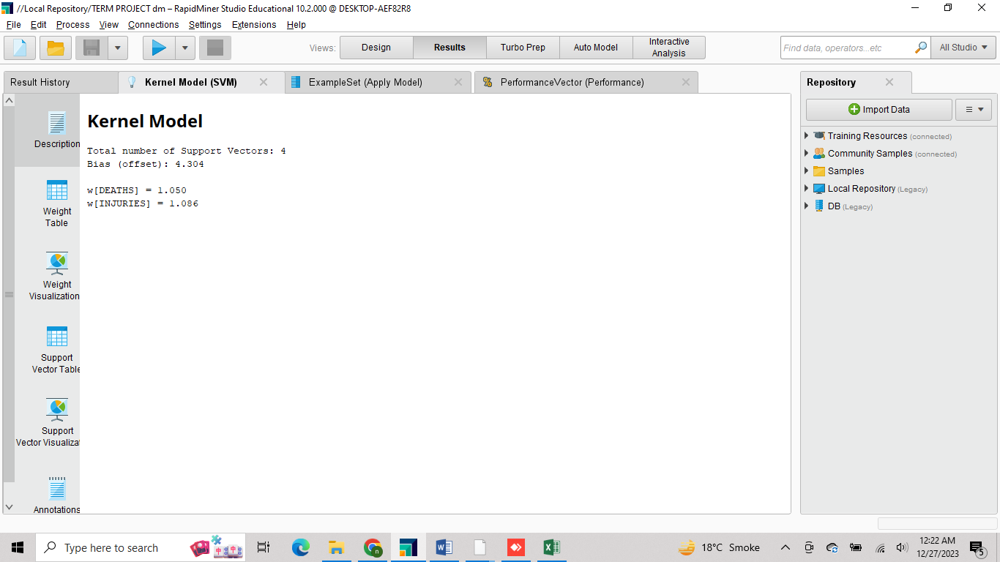 //Local Repository/TERM PROJECT dm – RapidMiner Studio Educational 10.2.000 @ DESKTOP-AEF82R8
File Edit Process View Connections Settings Extensions Help
Views: Design Results Turbo Prep Auto Model Interactive Analysis
Find data, operators...etc
All Studio
Result History
Kernel Model (SVM)
ExampleSet (Apply Model)
PerformanceVector (Performance)
Description
Weight
Table
Weight
Visualization
Support
Vector Table
Support
Vector Visualiza
Annotations
Kernel Model
Total number of Support Vectors: 4
Bias (offset): 4.304
w[DEATHS] = 1.050
w[INJURIES] = 1.086
Repository
Import Data
Training Resources (connected)
Community Samples (connected)
Samples
Local Repository (Legacy)
DB (Legacy)
Type here to search
18°C Smoke
12:22 AM
12/27/2023
5